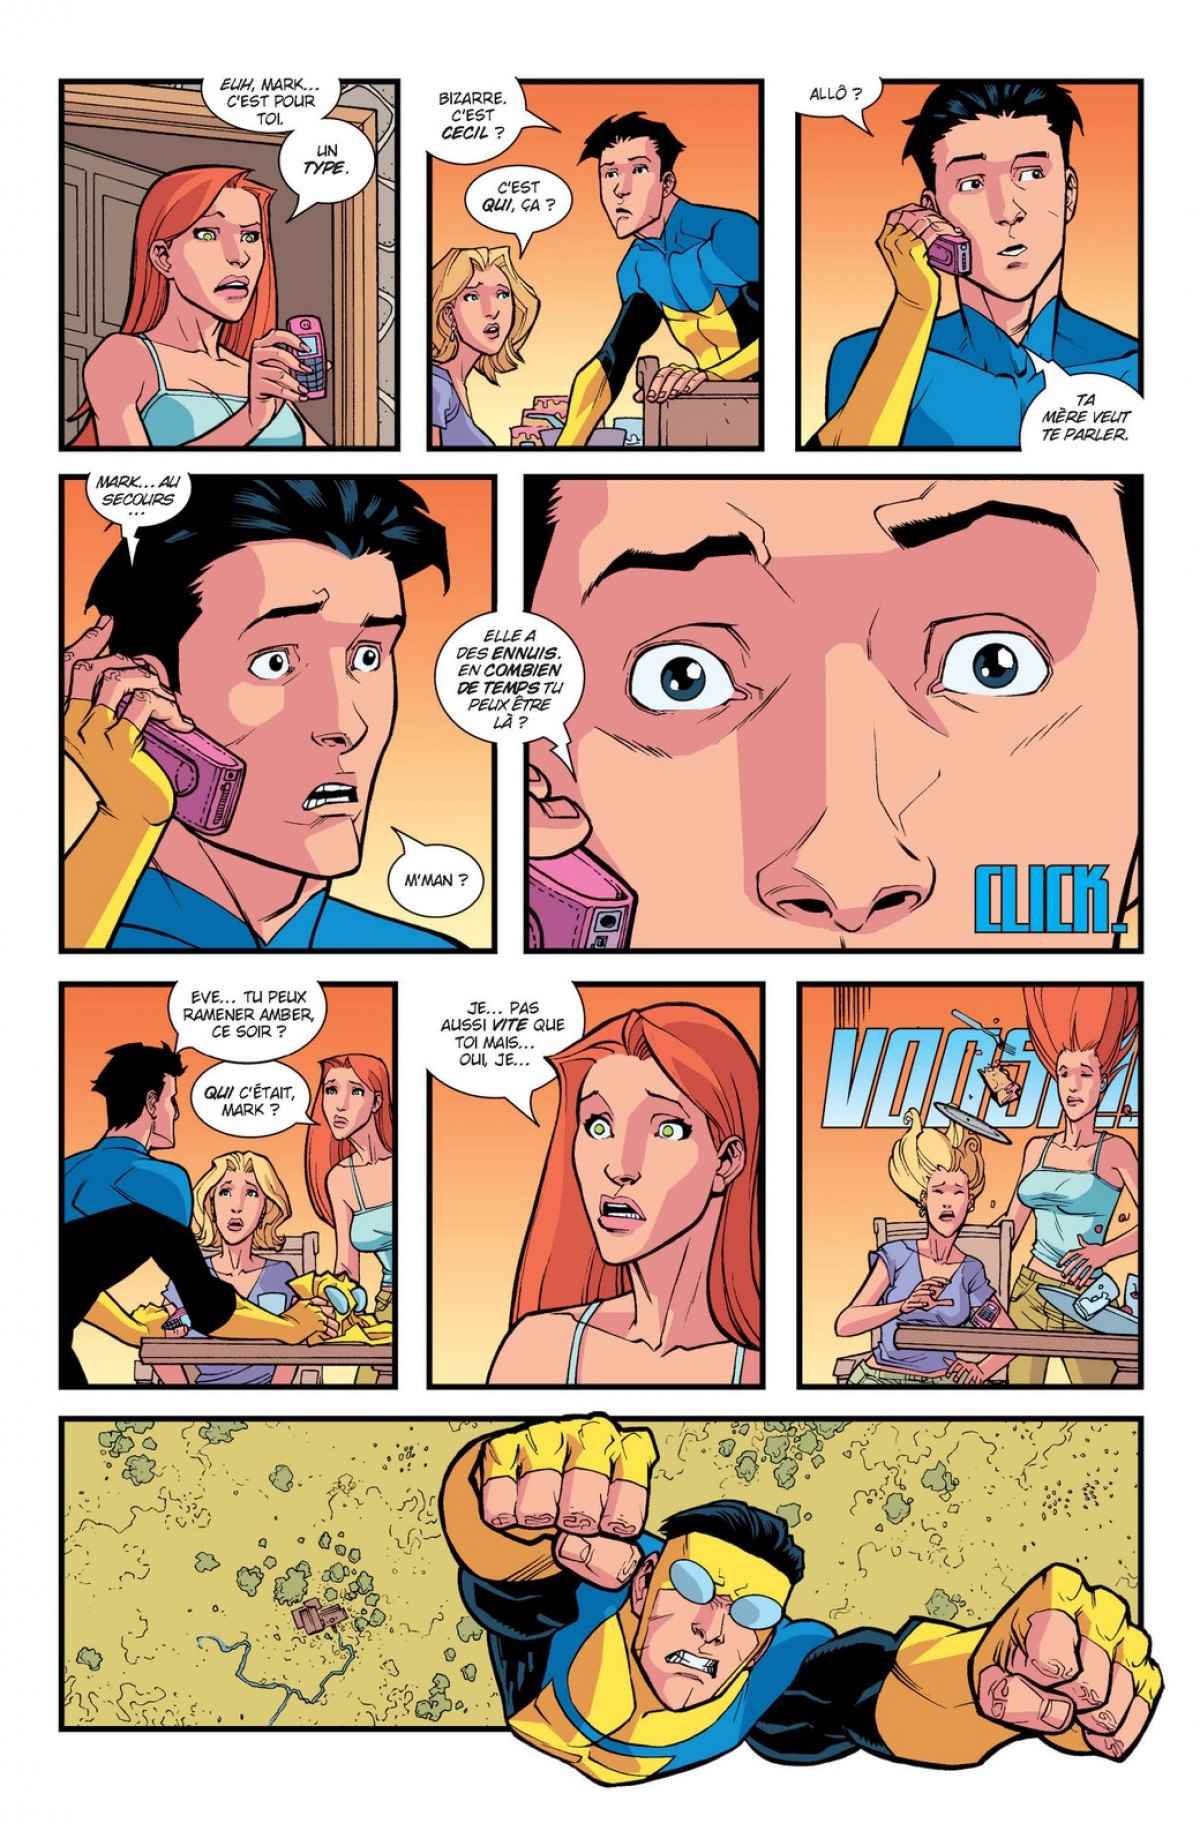 EUH, MARK...
C'EST POUR
TOI.
UN
TYPE.
BIZARRE.
C'EST
CECIL ?
C'EST
QUI, ÇA ?
ALLÔ ?
TA
MÈRE VEUT
TE PARLER.
MARK... AU
SECOURS
...
M'MAN ?
ELLE A
DES ENNUIS.
EN COMBIEN
DE TEMPS TU
PEUX ÊTRE
LÀ ?
CLICK.
EVE... TU PEUX
RAMENER AMBER,
CE SOIR ?
QUI C'ÉTAIT,
MARK ?
JE... PAS
AUSSI VITE QUE
TOI MAIS...
OUI, JE...